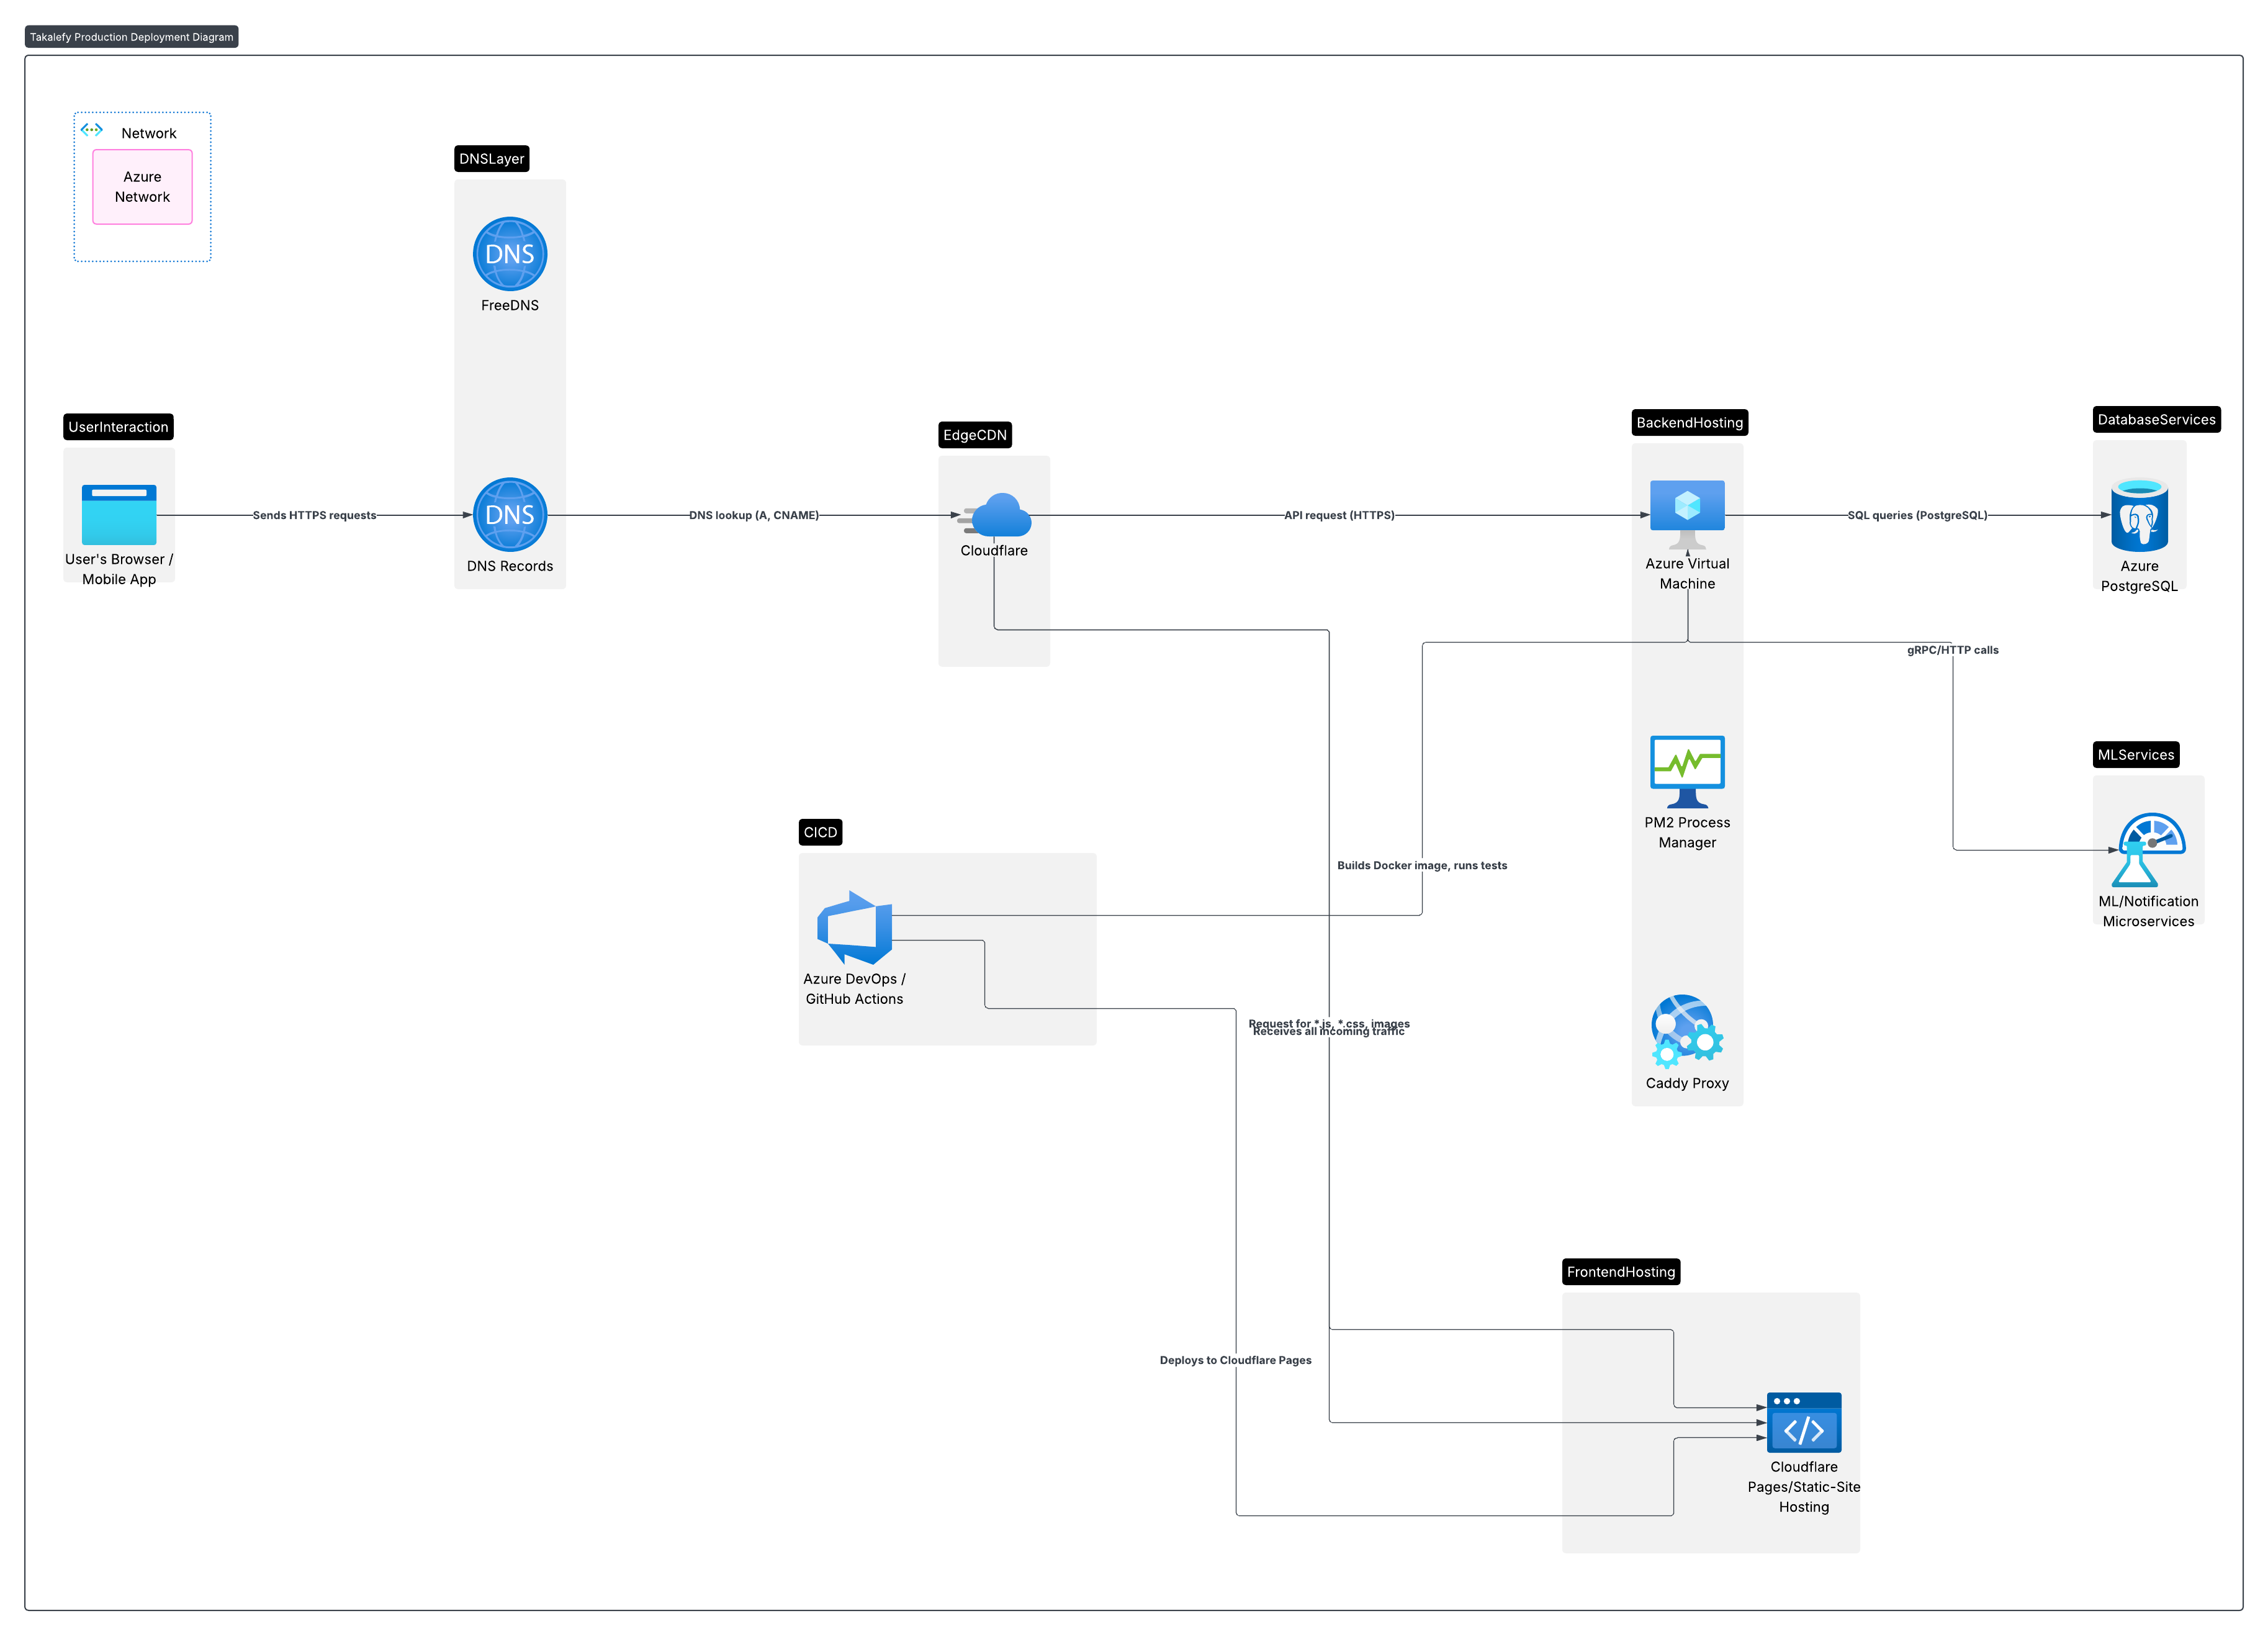 Takalefy Production Deployment Diagram
Network
Azure
Network
DNSLayer
DNS
FreeDNS
UserInteraction
User's Browser /
Mobile App
Sends HTTPS requests
DNS
DNS Records
DNS lookup (A, CNAME)
EdgeCDN
Cloudflare
API request (HTTPS)
BackendHosting
Azure Virtual
Machine
SQL queries (PostgreSQL)
DatabaseServices
Azure
PostgreSQL
gRPC/HTTP calls
MLServices
ML/Notification
Microservices
PM2 Process
Manager
CICD
Azure DevOps /
GitHub Actions
Builds Docker image, runs tests
Request for *.js, *.css, images
Receives all incoming traffic
Caddy Proxy
FrontendHosting
Deploys to Cloudflare Pages
Cloudflare
Pages/Static-Site
Hosting